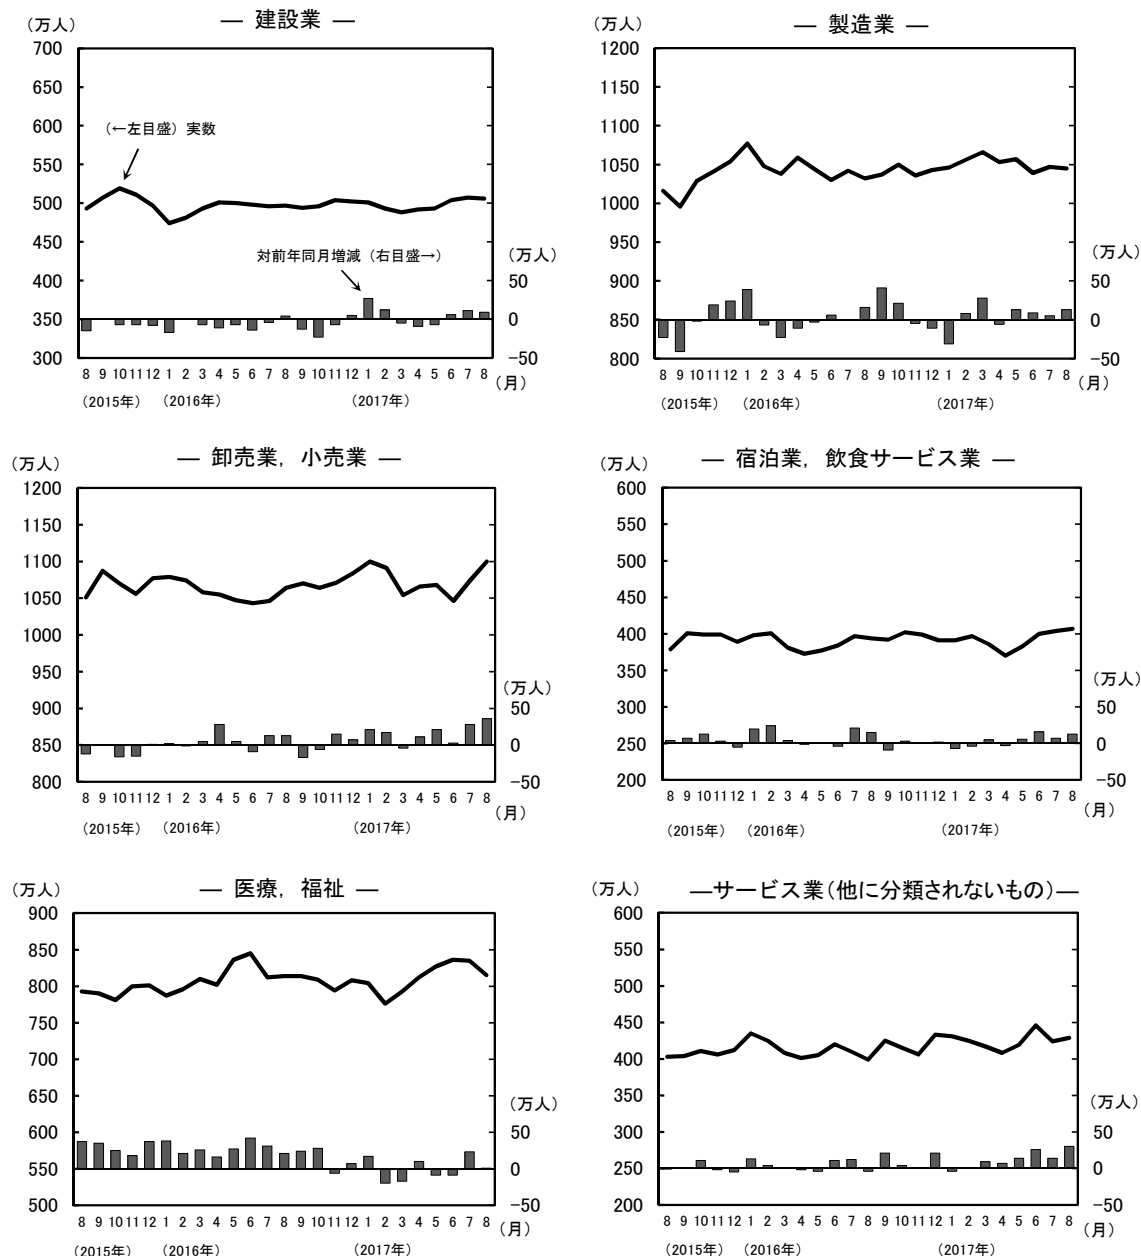 ― 建設業 ―
(万人)
700
650
600
550
500
450
400
350
300
(←左目盛) 実数
対前年同月増減 (右目盛→)
(万人)
50
0
-50
8 9 10 11 12 1 2 3 4 5 6 7 8 9 10 11 12 1 2 3 4 5 6 7 8
(月)
(2015年) (2016年) (2017年)
― 製造業 ―
(万人)
1200
1150
1100
1050
1000
950
900
850
800
(万人)
50
0
-50
8 9 10 11 12 1 2 3 4 5 6 7 8 9 10 11 12 1 2 3 4 5 6 7 8
(月)
(2015年) (2016年) (2017年)
― 卸売業, 小売業 ―
(万人)
1200
1150
1100
1050
1000
950
900
850
800
(万人)
50
0
-50
8 9 10 11 12 1 2 3 4 5 6 7 8 9 10 11 12 1 2 3 4 5 6 7 8
(月)
(2015年) (2016年) (2017年)
― 宿泊業, 飲食サービス業 ―
(万人)
600
550
500
450
400
350
300
250
200
(万人)
50
0
-50
8 9 10 11 12 1 2 3 4 5 6 7 8 9 10 11 12 1 2 3 4 5 6 7 8
(月)
(2015年) (2016年) (2017年)
― 医療, 福祉 ―
(万人)
900
850
800
750
700
650
600
550
500
(万人)
50
0
-50
8 9 10 11 12 1 2 3 4 5 6 7 8 9 10 11 12 1 2 3 4 5 6 7 8
(月)
(2015年) (2016年) (2017年)
―サービス業(他に分類されないもの)―
(万人)
600
550
500
450
400
350
300
250
200
(万人)
50
0
-50
8 9 10 11 12 1 2 3 4 5 6 7 8 9 10 11 12 1 2 3 4 5 6 7 8
(月)
(2015年) (2016年) (2017年)